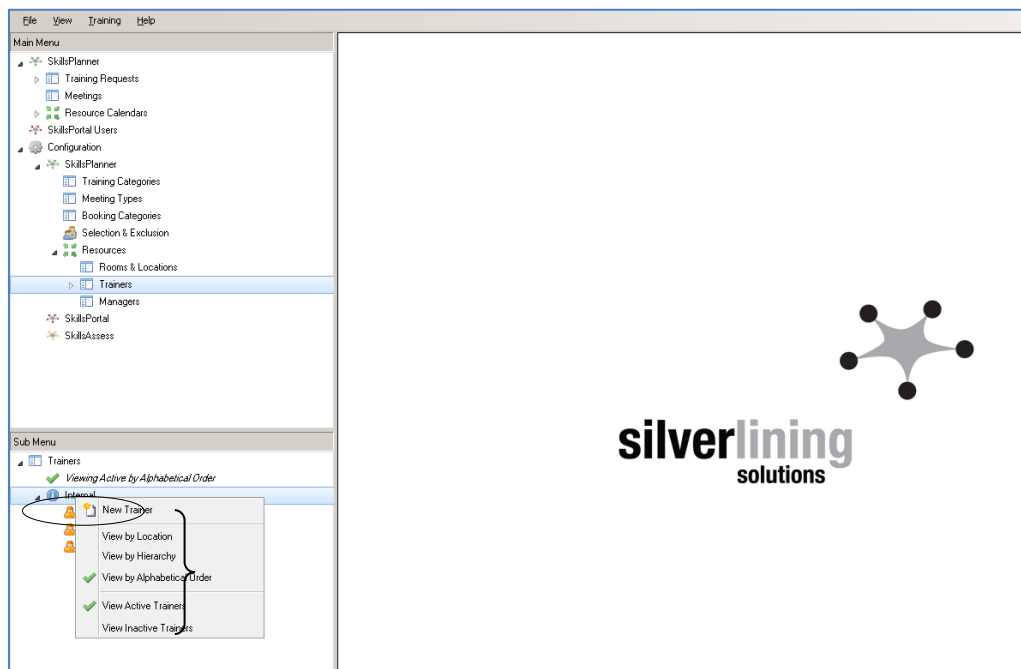 File View Training Help
Main Menu
SkillsPlanner
Training Requests
Meetings
Resource Calendars
SkillsPortal Users
Configuration
SkillsPlanner
Training Categories
Meeting Types
Booking Categories
Selection & Exclusion
Resources
Rooms & Locations
Trainers
Managers
SkillsPortal
SkillsAssess
Sub Menu
Trainers
Viewing Active by Alphabetical Order
Internal
New Trainer
View by Location
View by Hierarchy
View by Alphabetical Order
View Active Trainers
View Inactive Trainers
silverlining
solutions